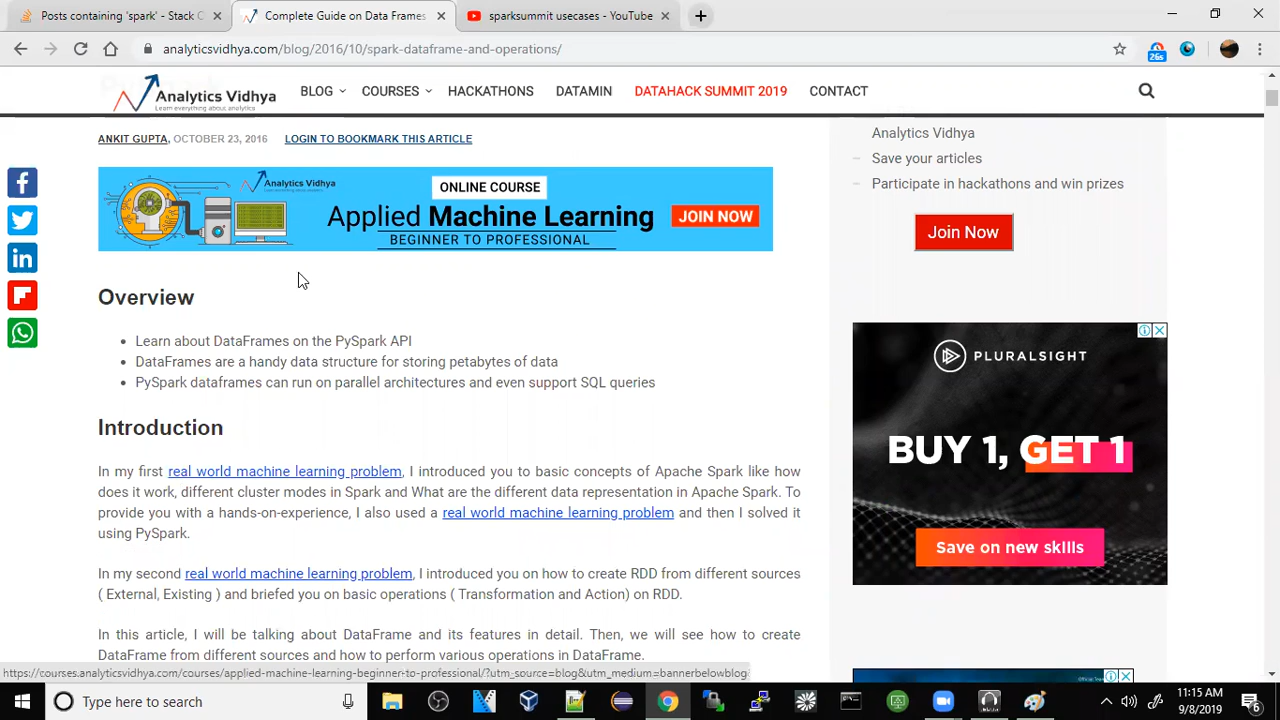 Posts containing 'spark' - Stack C
Complete Guide on Data Frames
sparksummit usecases - YouTube
analyticsvidhya.com/blog/2016/10/spark-dataframe-and-operations/
26s
Analytics Vidhya
Learn everything about analytics
BLOG
COURSES
HACKATHONS
DATAMIN
DATAHACK SUMMIT 2019
CONTACT
ANKIT GUPTA, OCTOBER 23, 2016
LOGIN TO BOOKMARK THIS ARTICLE
Analytics Vidhya
Save your articles
Participate in hackathons and win prizes
Join Now
Analytics Vidhya
ONLINE COURSE
Applied Machine Learning
BEGINNER TO PROFESSIONAL
JOIN NOW
Overview
Learn about DataFrames on the PySpark API
DataFrames are a handy data structure for storing petabytes of data
PySpark dataframes can run on parallel architectures and even support SQL queries
Introduction
In my first real world machine learning problem, I introduced you to basic concepts of Apache Spark like how
does it work, different cluster modes in Spark and What are the different data representation in Apache Spark. To
provide you with a hands-on-experience, I also used a real world machine learning problem and then I solved it
using PySpark.
In my second real world machine learning problem, I introduced you on how to create RDD from different sources
( External, Existing ) and briefed you on basic operations ( Transformation and Action) on RDD.
In this article, I will be talking about DataFrame and its features in detail. Then, we will see how to create
DataFrame from different sources and how to perform various operations in DataFrame.
PLURALSIGHT
BUY 1, GET 1
Save on new skills
https://courses.analyticsvidhya.com/courses/applied-machine-learning-beginner-to-professional/?utm_source=blog&utm_medium=bannerbelowblog
Type here to search
11:15 AM
9/8/2019
6